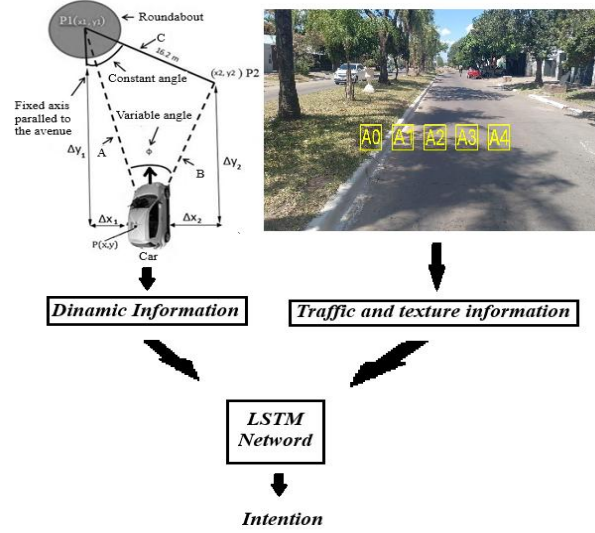 P1(x1, y1)
Roundabout
C
16.2 m
(x2, y2) P2
Constant angle
Fixed axis
paralled to
the avenue
Variable angle
Δy1
A
Φ
B
Δy2
Δx1
Δx2
P(x,y)
Car
A0 A1 A2 A3 A4
Dinamic Information
Traffic and texture information
LSTM
Netword
Intention